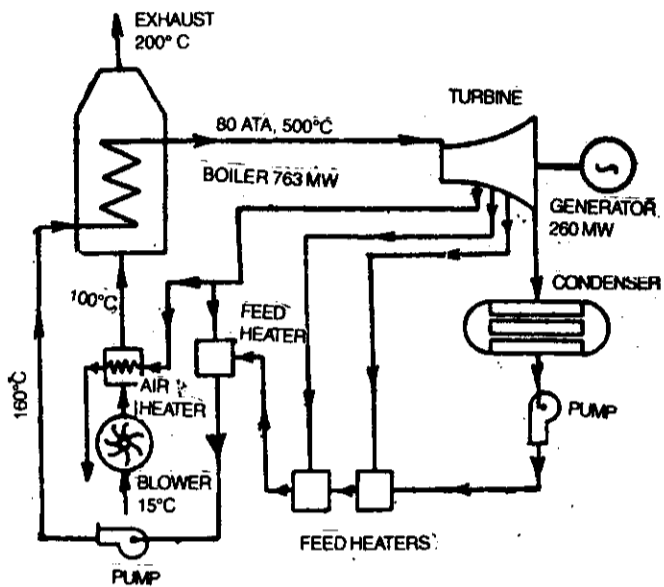 EXHAUST
200° C
TURBINE
80 ATA, 500°C
BOILER 763 MW
GENERATOR
260 MW
CONDENSER
100°C
FEED
HEATER
160°C
AIR
HEATER
PUMP
BLOWER
15°C
FEED HEATERS
PUMP